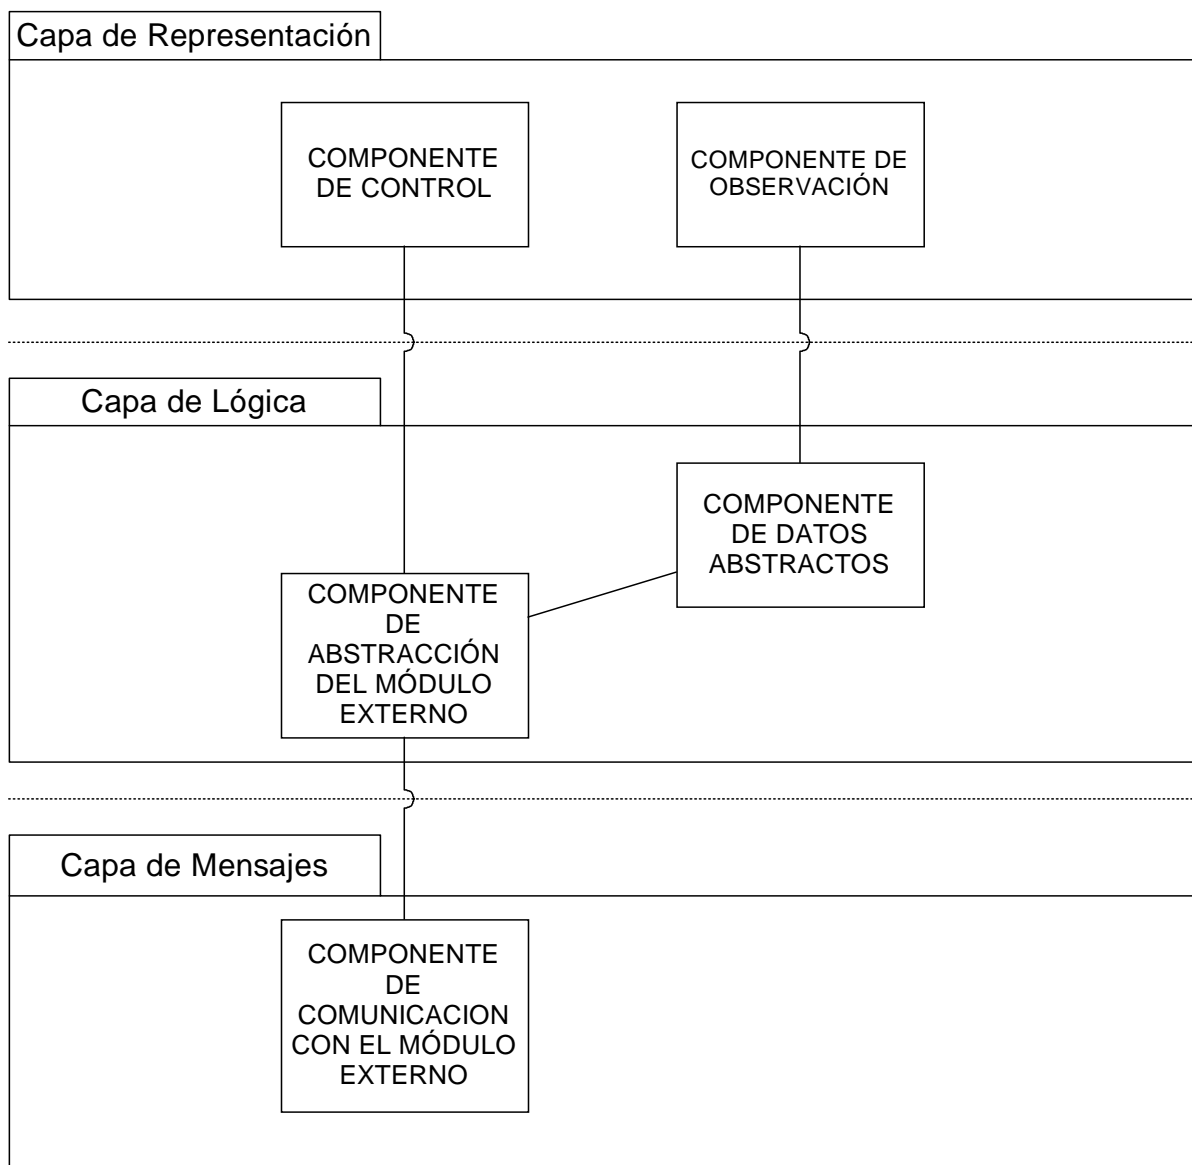 Capa de Representación
COMPONENTE
DE CONTROL
COMPONENTE DE
OBSERVACIÓN
Capa de Lógica
COMPONENTE
DE DATOS
ABSTRACTOS
COMPONENTE
DE
ABSTRACCIÓN
DEL MÓDULO
EXTERNO
Capa de Mensajes
COMPONENTE
DE
COMUNICACION
CON EL MÓDULO
EXTERNO